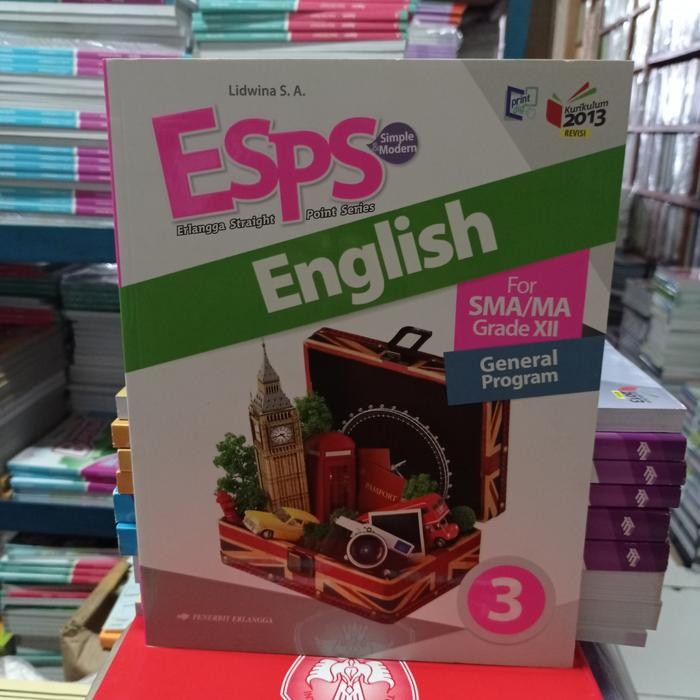 Lidwina S. A.
print
Kurikulum
2013
REVISI
ESPS
Simple
& Modern
Erlangga Straight Point Series
English
For
SMA/MA
Grade XII
General
Program
PASSPORT
3
PENERBIT ERLANGGA